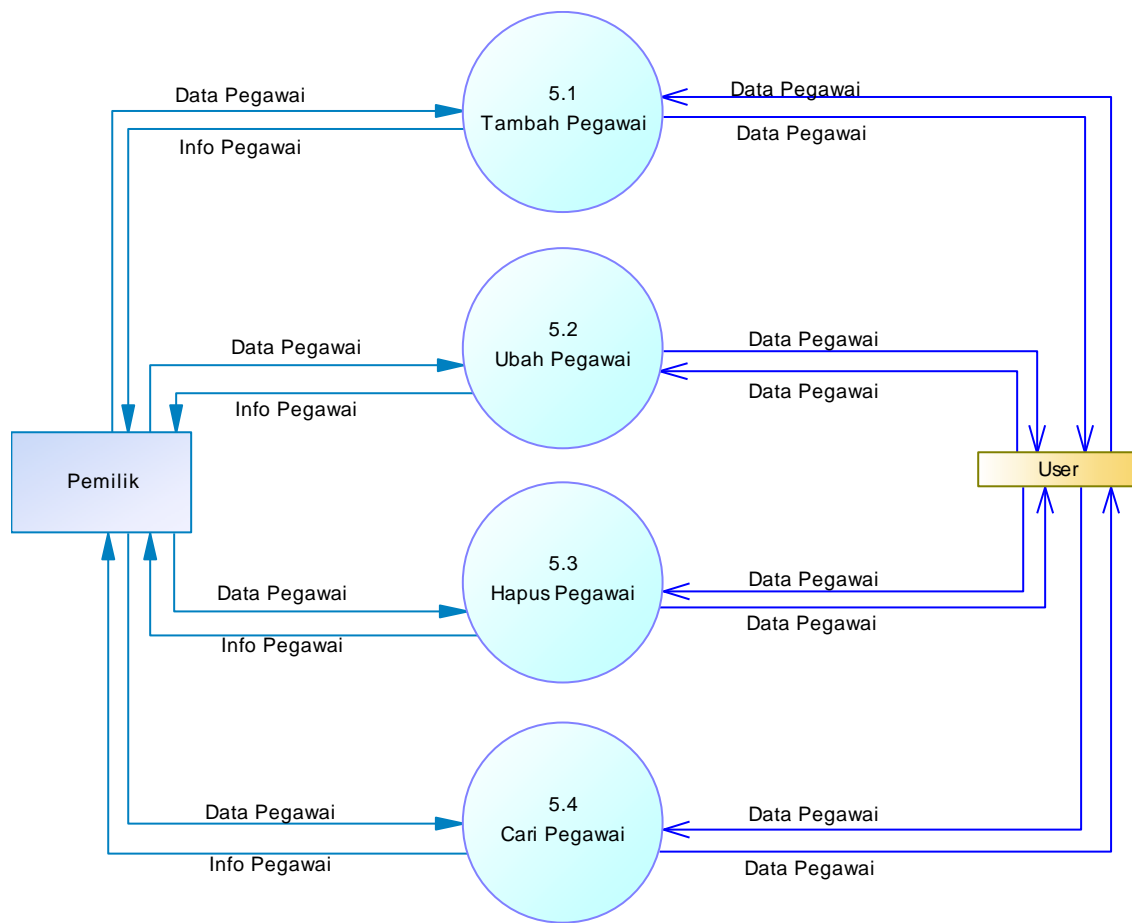 5.1
Tambah Pegawai
Data Pegawai
Info Pegawai
Data Pegawai
Data Pegawai
5.2
Ubah Pegawai
Data Pegawai
Info Pegawai
Data Pegawai
Data Pegawai
Pemilik
User
5.3
Hapus Pegawai
Data Pegawai
Info Pegawai
Data Pegawai
Data Pegawai
5.4
Cari Pegawai
Data Pegawai
Info Pegawai
Data Pegawai
Data Pegawai